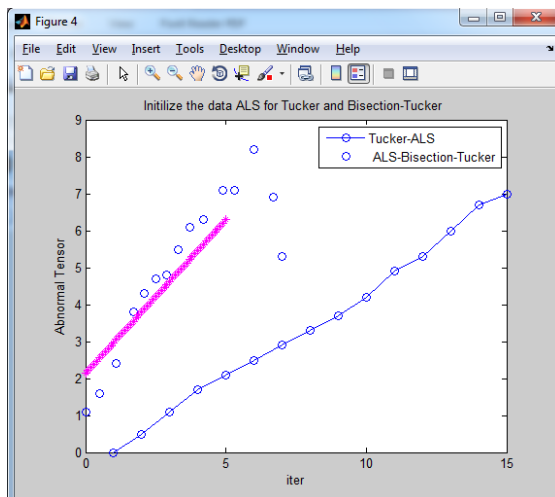 Figure 4
File Edit View Insert Tools Desktop Window Help
Initilize the data ALS for Tucker and Bisection-Tucker
Tucker-ALS
ALS-Bisection-Tucker
Abnormal Tensor
9
8
7
6
5
4
3
2
1
0
0 5 10 15
iter